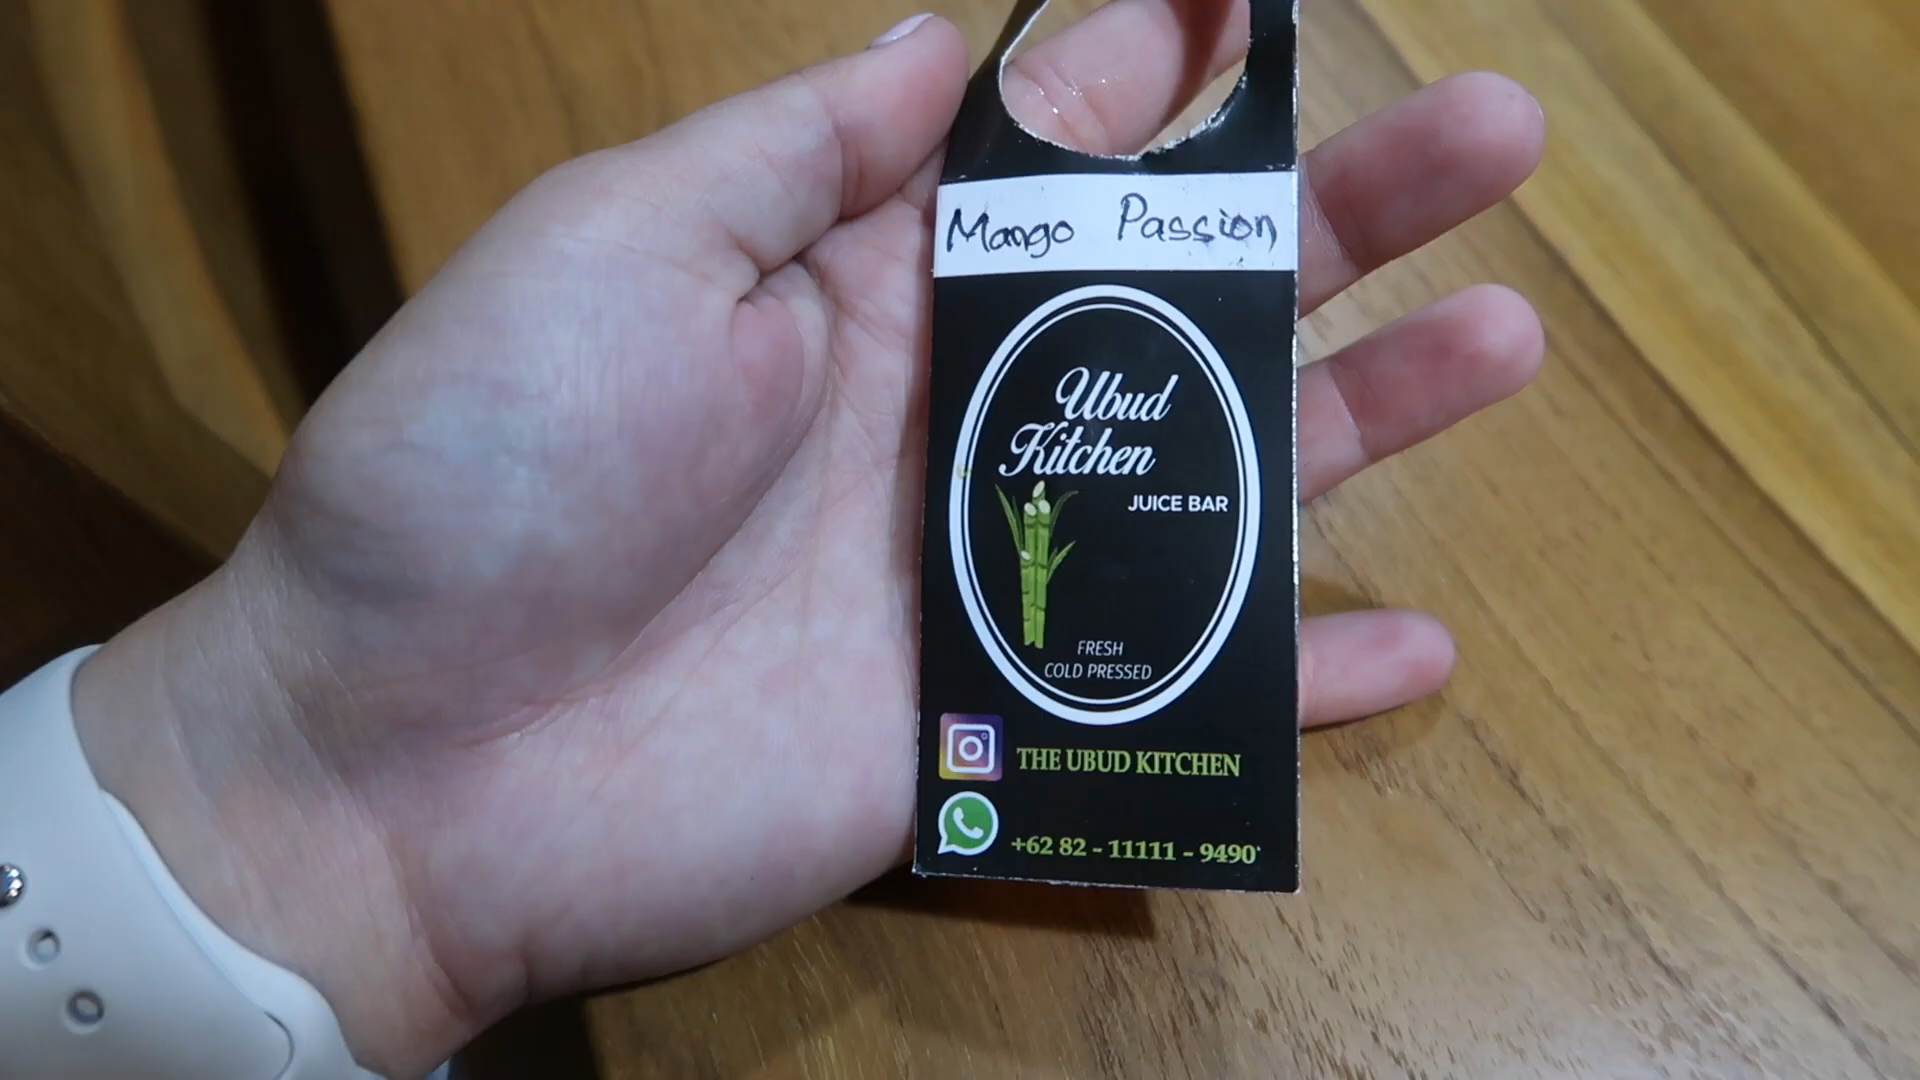 Mango Passion
Ubud
Kitchen
JUICE BAR
FRESH
COLD PRESSED
THE UBUD KITCHEN
+62 82 - 11111 - 9490